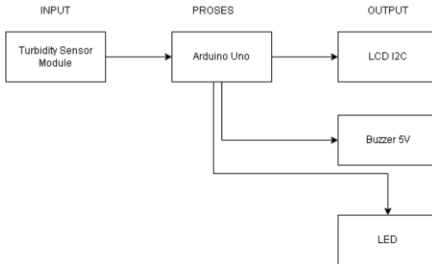 INPUT
PROSES
OUTPUT
Turbidity Sensor
Module
Arduino Uno
LCD I2C
Buzzer 5V
LED